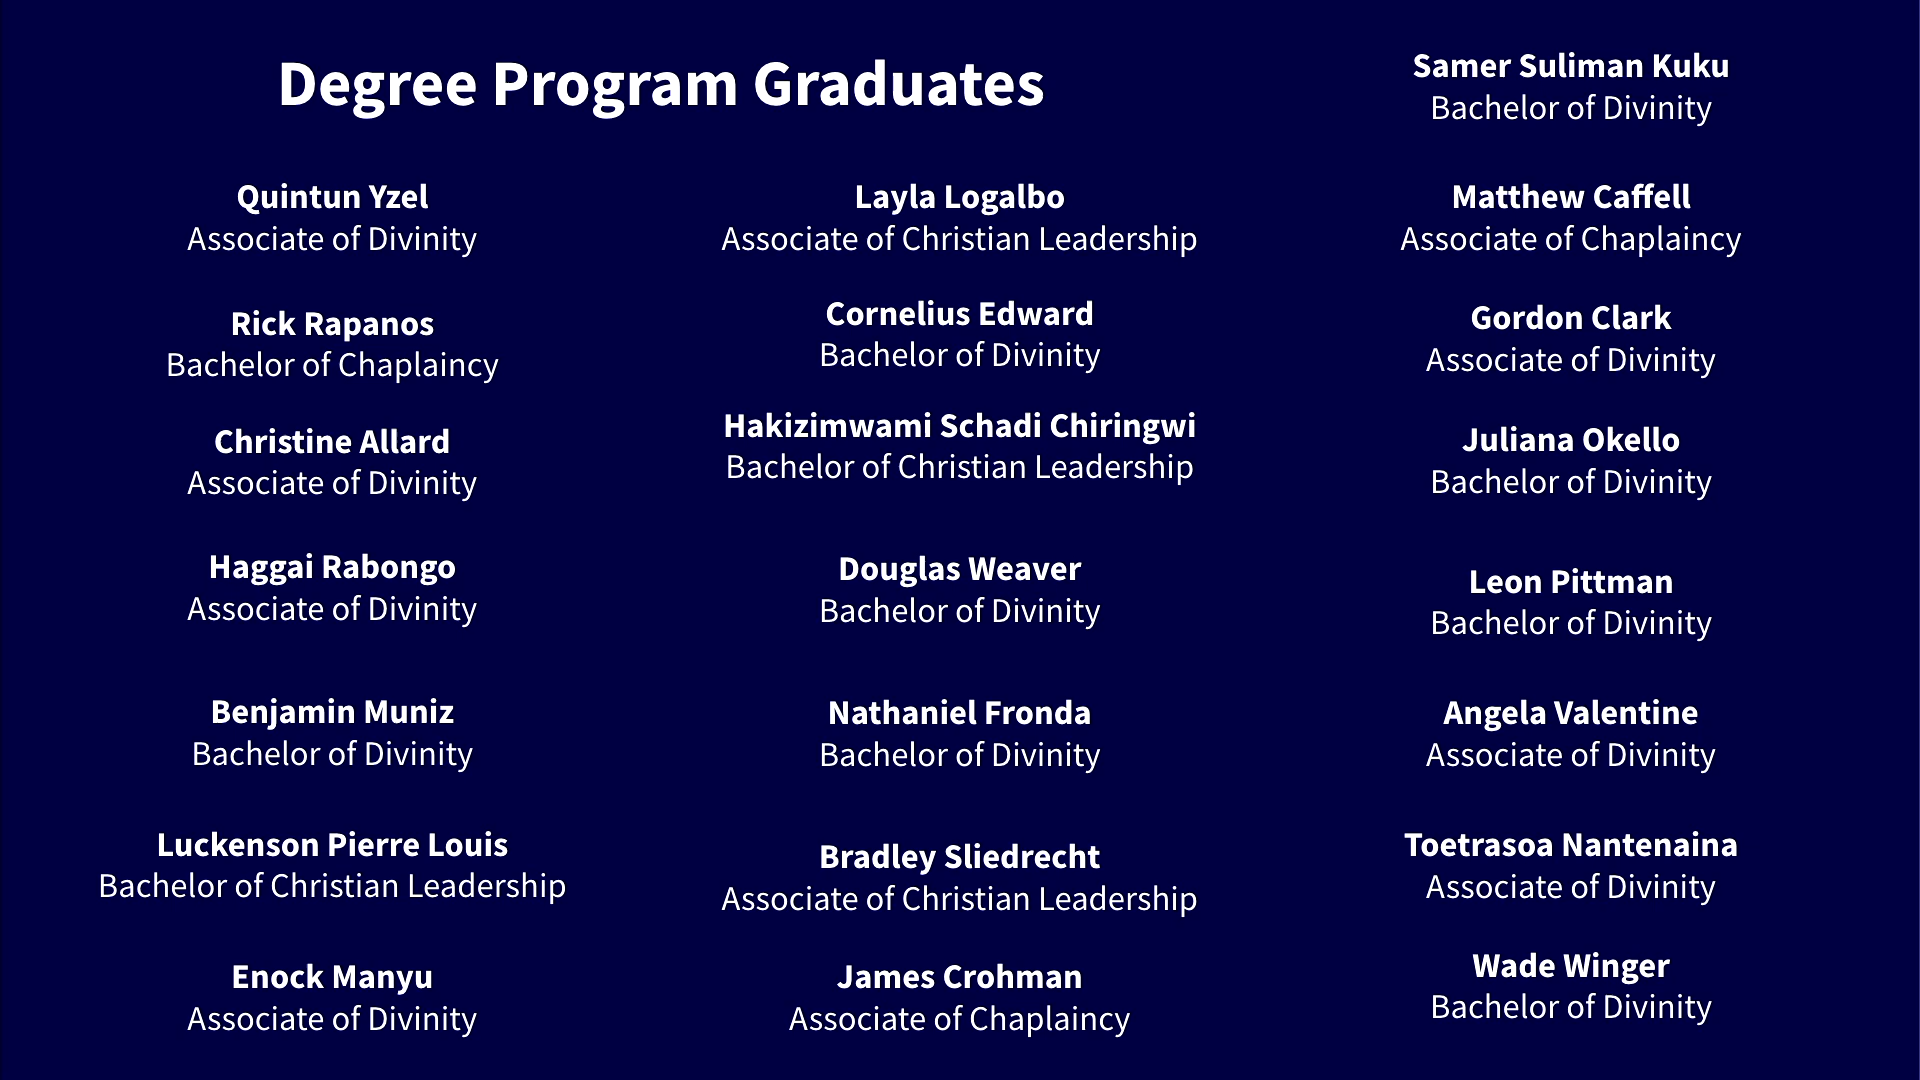 Degree Program Graduates
Quintun Yzel
Associate of Divinity
Rick Rapanos
Bachelor of Chaplaincy
Christine Allard
Associate of Divinity
Haggai Rabongo
Associate of Divinity
Benjamin Muniz
Bachelor of Divinity
Luckenson Pierre Louis
Bachelor of Christian Leadership
Enock Manyu
Associate of Divinity
Layla Logalbo
Associate of Christian Leadership
Cornelius Edward
Bachelor of Divinity
Hakizimwami Schadi Chiringwi
Bachelor of Christian Leadership
Douglas Weaver
Bachelor of Divinity
Nathaniel Fronda
Bachelor of Divinity
Bradley Sliedrecht
Associate of Christian Leadership
James Crohman
Associate of Chaplaincy
Samer Suliman Kuku
Bachelor of Divinity
Matthew Caffell
Associate of Chaplaincy
Gordon Clark
Associate of Divinity
Juliana Okello
Bachelor of Divinity
Leon Pittman
Bachelor of Divinity
Angela Valentine
Associate of Divinity
Toetrasoa Nantenaina
Associate of Divinity
Wade Winger
Bachelor of Divinity